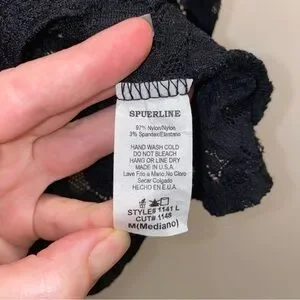 SPUERLINE
97% Nylon/Nylon
3% Spandex/Elastano
HAND WASH COLD
DO NOT BLEACH
HANG OR LINE DRY
MADE IN U.S.A.
Lave Frio a Mano.No Cloro
Secar Colgado
HECHO EN E.U.A.
STYLE# 1141 L
CUT# 1148
M(Mediano)